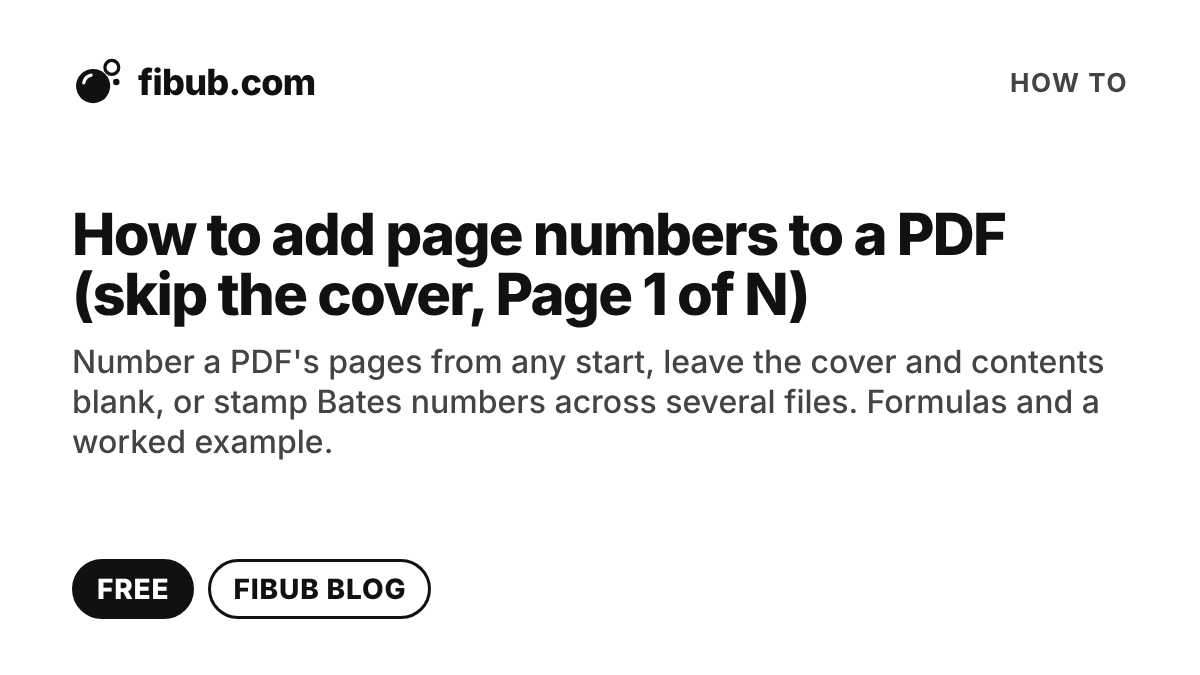 fibub.com
HOW TO
How to add page numbers to a PDF
(skip the cover, Page 1 of N)
Number a PDF's pages from any start, leave the cover and contents
blank, or stamp Bates numbers across several files. Formulas and a
worked example.
FREE
FIBUB BLOG